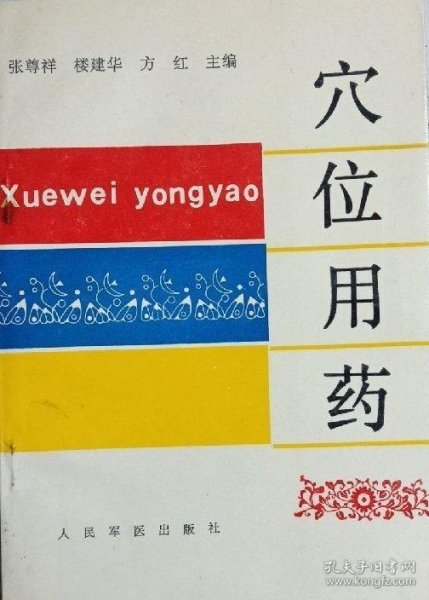 张尊祥 楼建华 方红 主编
穴位用药
Xuewei yongyao
人民军医出版社
孔夫子旧书网
www.kongfz.com